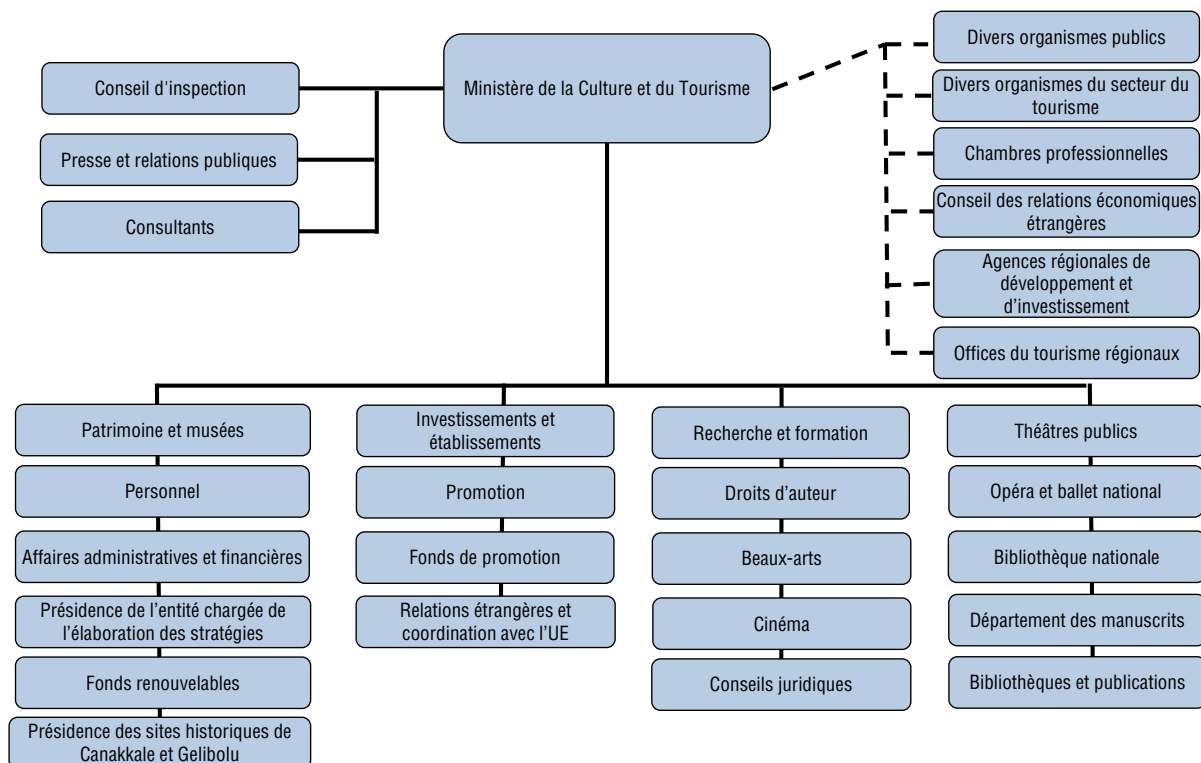 Ministère de la Culture et du Tourisme
Conseil d'inspection
Presse et relations publiques
Consultants
Divers organismes publics
Divers organismes du secteur du
tourisme
Chambres professionnelles
Conseil des relations économiques
étrangères
Agences régionales de
développement et
d'investissement
Offices du tourisme régionaux
Patrimoine et musées
Personnel
Affaires administratives et financières
Présidence de l'entité chargée de
l'élaboration des stratégies
Fonds renouvelables
Présidence des sites historiques de
Canakkale et Gelibolu
Investissements et
établissements
Promotion
Fonds de promotion
Relations étrangères et
coordination avec l'UE
Recherche et formation
Droits d'auteur
Beaux-arts
Cinéma
Conseils juridiques
Théâtres publics
Opéra et ballet national
Bibliothèque nationale
Département des manuscrits
Bibliothèques et publications